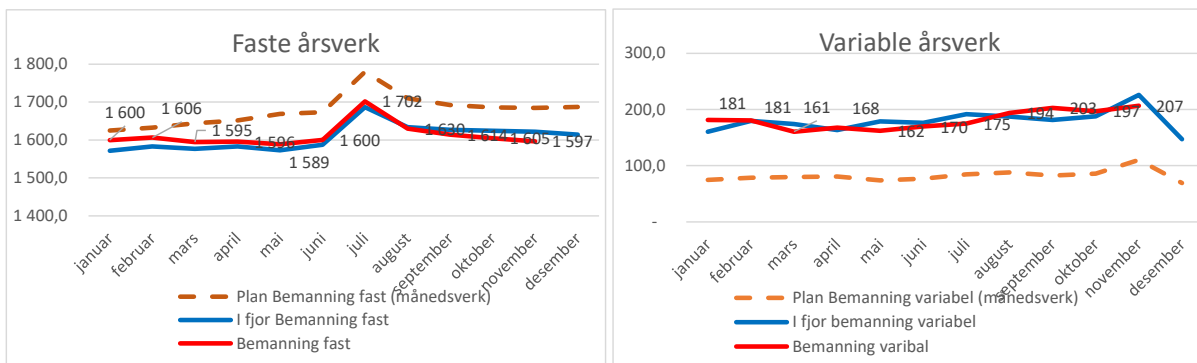 Faste årsverk
1 800,0
1 700,0
1 600,0
1 500,0
1 400,0
1 600
1 606
1 595
1 596
1 589
1 600
1 702
1 630
1 614
1 605
1 597
januar
februar
mars
april
mai
juni
juli
august
september
oktober
november
desember
Plan Bemanning fast (månedsverk)
I fjor Bemanning fast
Bemanning fast
Variable årsverk
300,0
200,0
100,0
-
181
181
161
168
162
170
175
194
203
197
207
januar
februar
mars
april
mai
juni
juli
august
september
oktober
november
desember
Plan Bemanning variabel (månedsverk)
I fjor bemanning variabel
Bemanning varibal